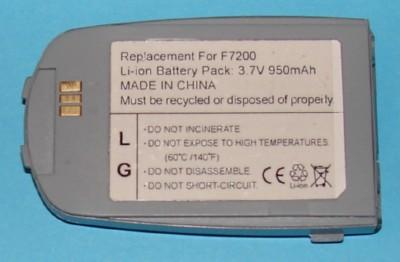 Replacement For F7200
Li-ion Battery Pack: 3.7V 950mAh
MADE IN CHINA
Must be recycled or disposed of properly
L G
· DO NOT INCINERATE
· DO NOT EXPOSE TO HIGH TEMPERATURES.
(60°C /140°F)
· DO NOT DISASSEMBLE.
· DO NOT SHORT-CIRCUIT.
CE
Li-ion